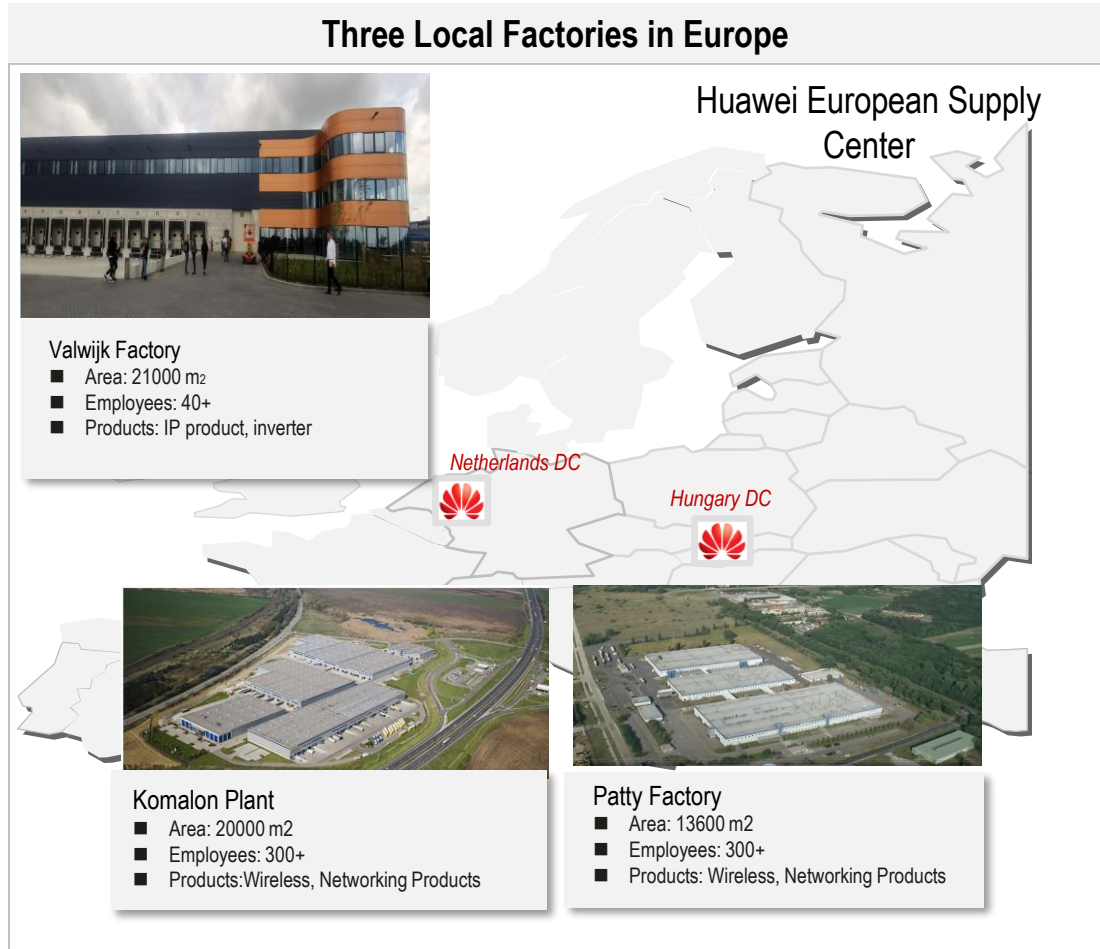 Three Local Factories in Europe
Huawei European Supply
Center
Valwijk Factory
■ Area: 21000 m2
■ Employees: 40+
■ Products: IP product, inverter
Netherlands DC
Hungary DC
Komalon Plant
■ Area: 20000 m2
■ Employees: 300+
■ Products:Wireless, Networking Products
Patty Factory
■ Area: 13600 m2
■ Employees: 300+
■ Products: Wireless, Networking Products